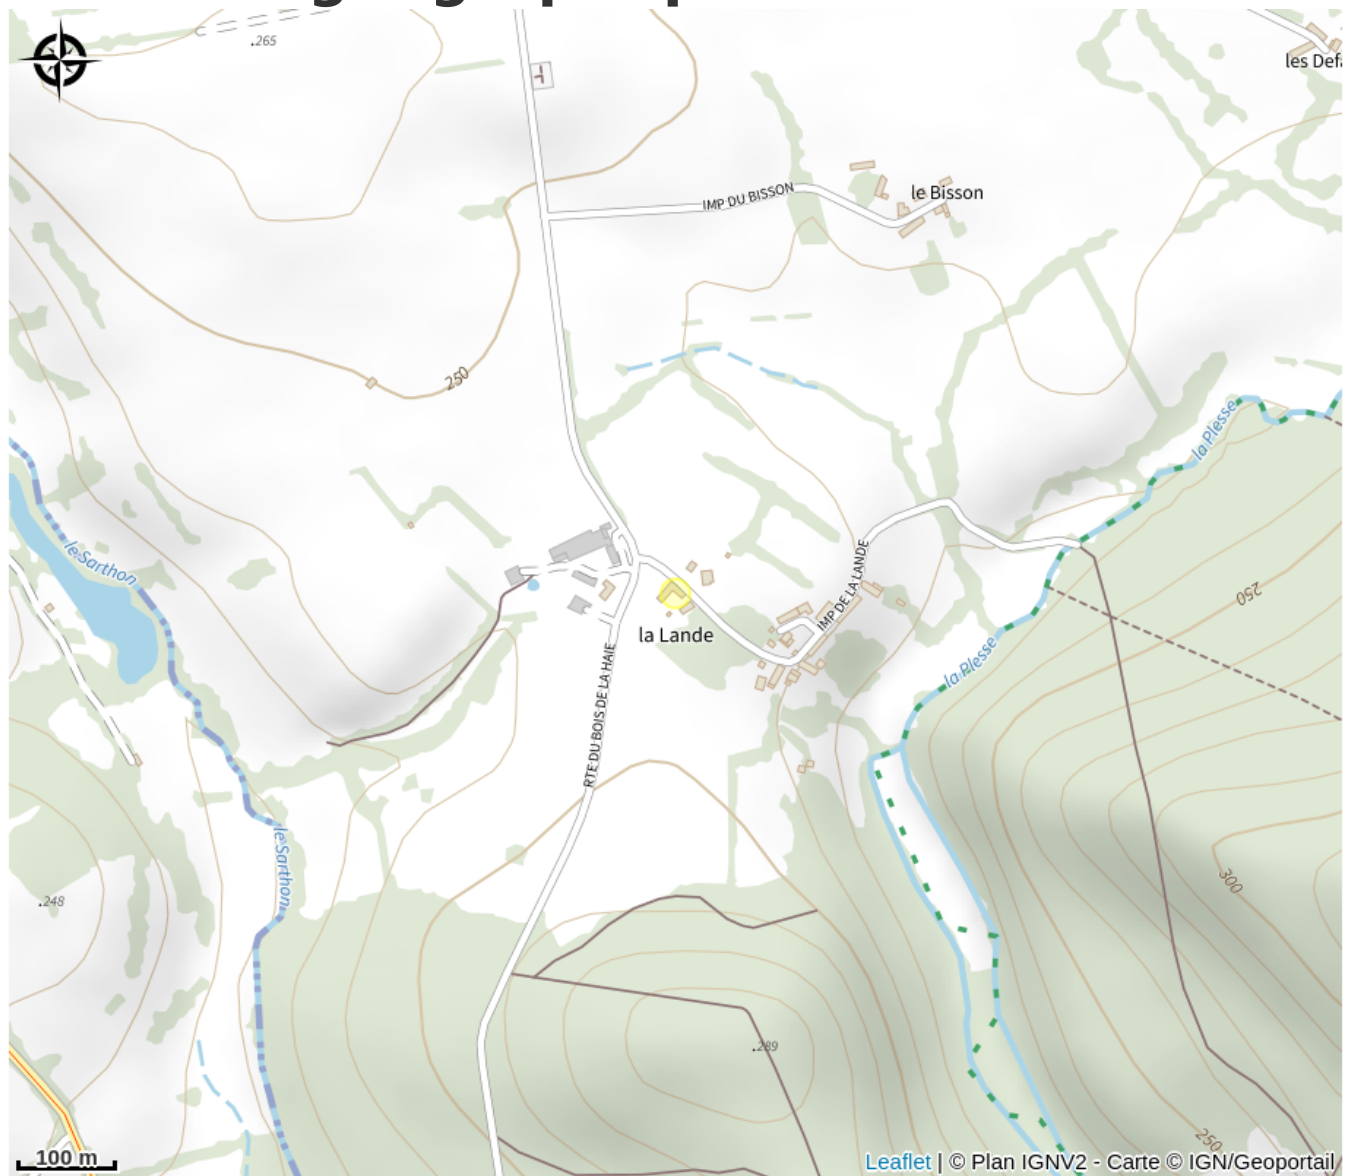 .265
les Def
IMP DU BISSON
le Bisson
250
la Plesse
le Sarthon
IMP DE LA LANDE
250
la Lande
la Plesse
RTE DU BOIS DE LA HAIE
le Sarthon
300
.248
.289
250
100 m
Leaflet | © Plan IGNV2 - Carte © IGN/Geoportail